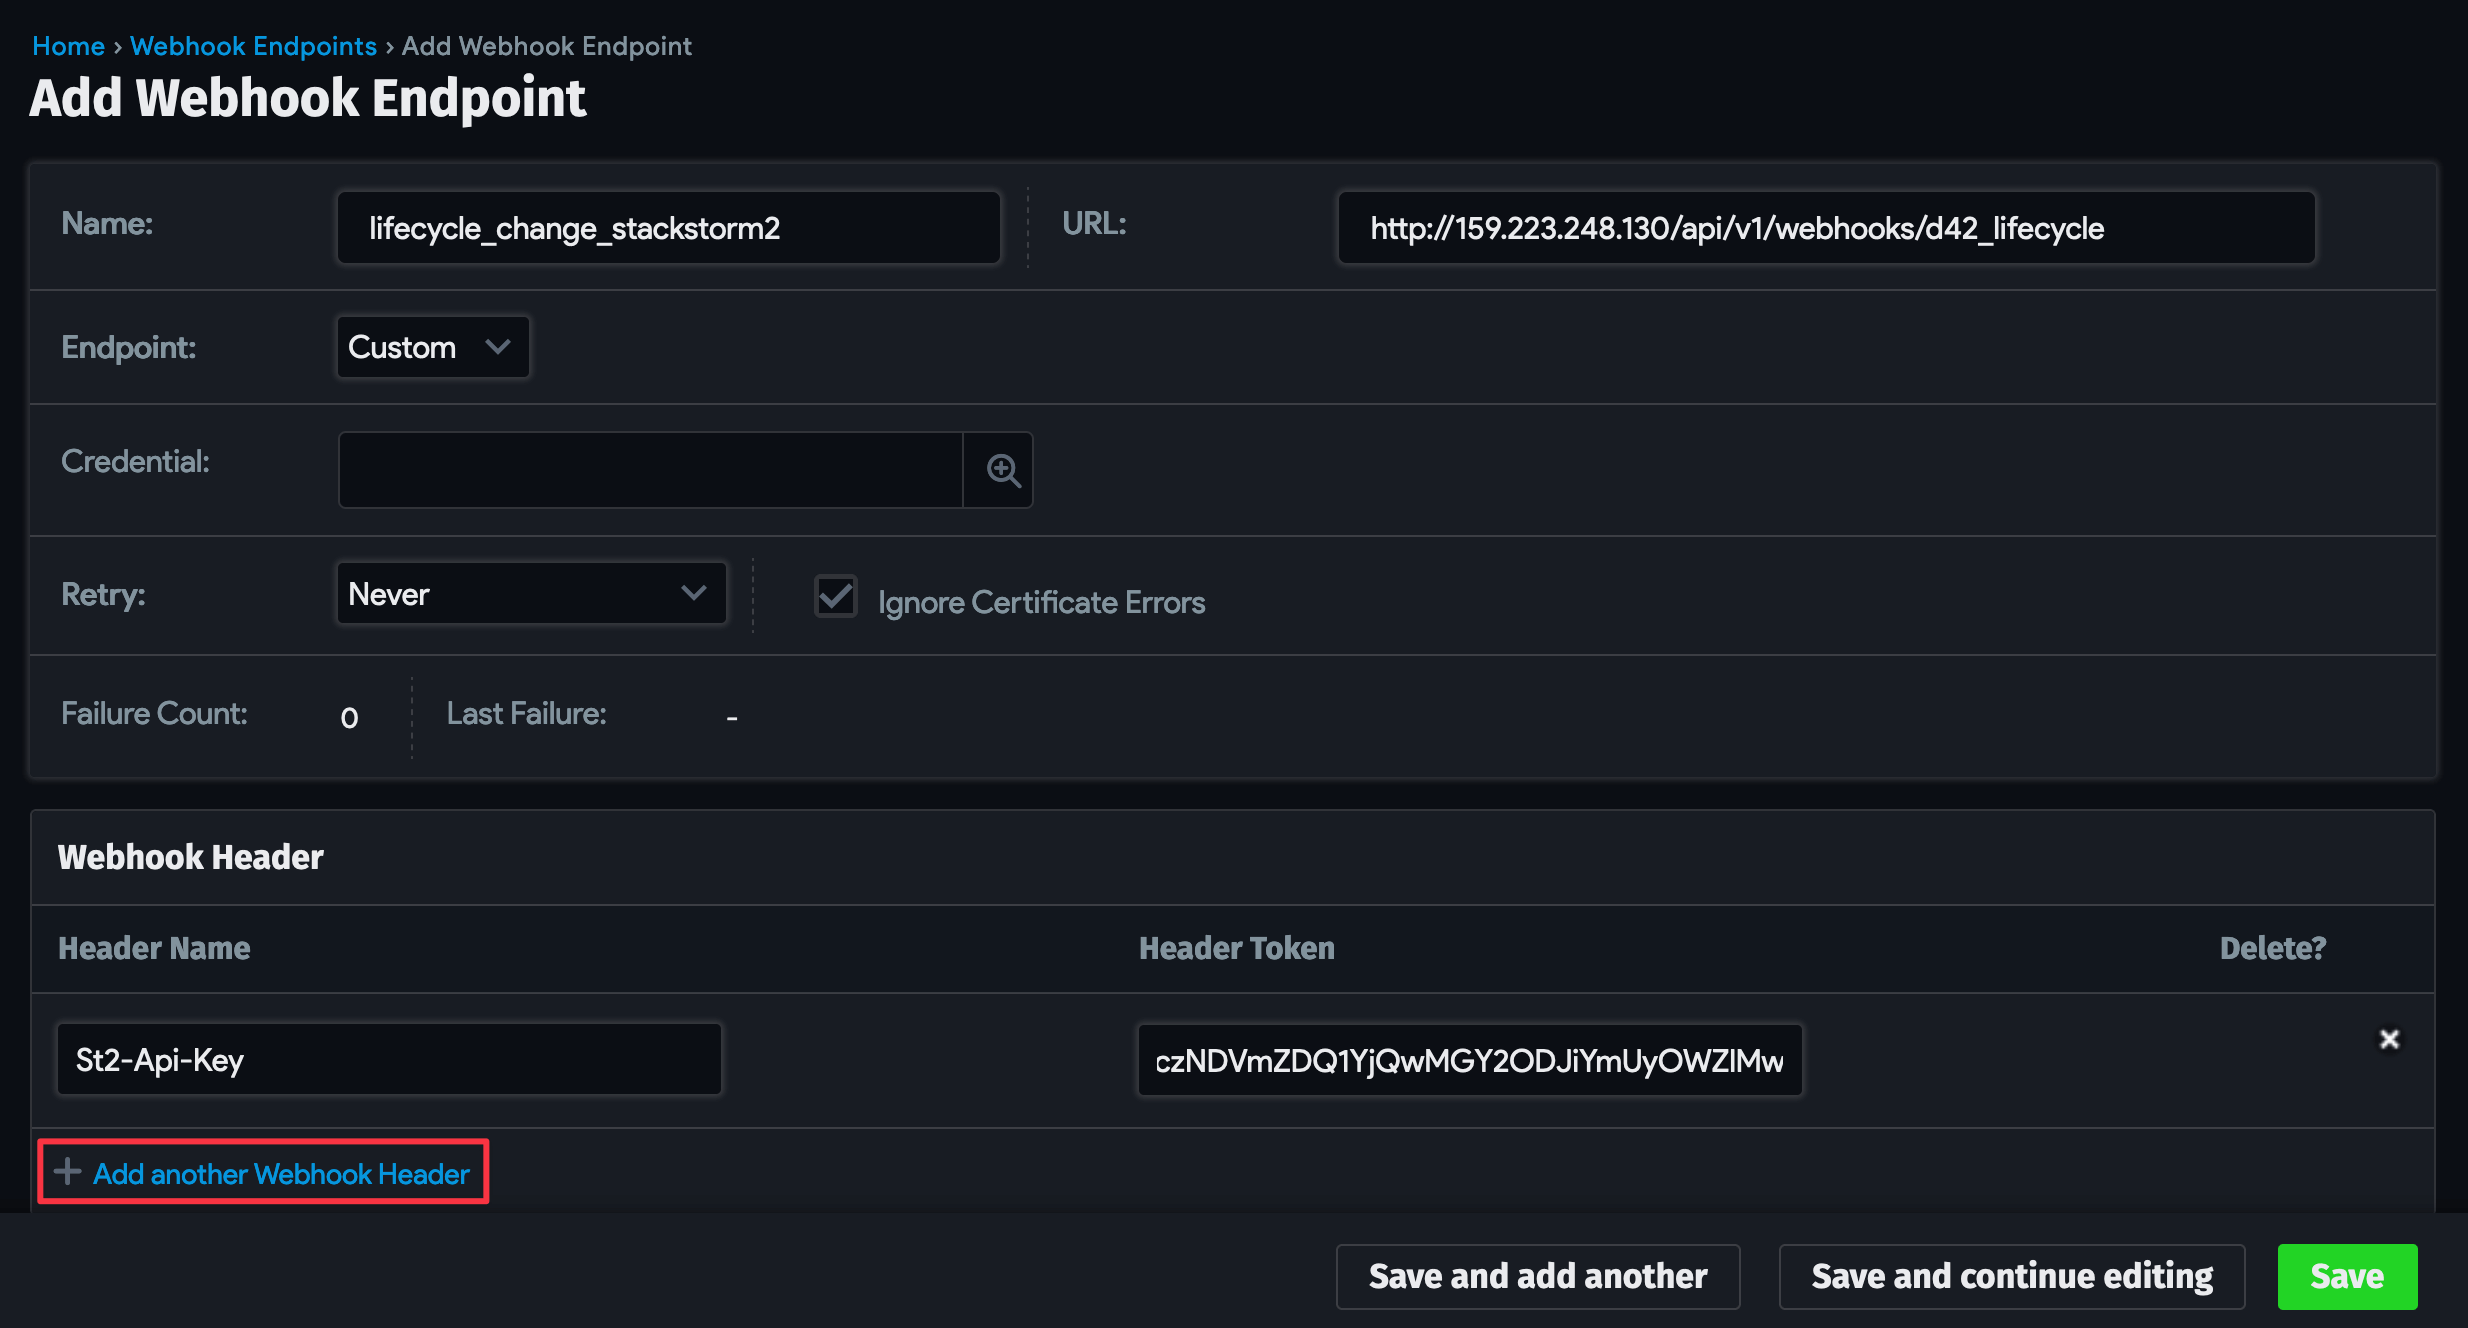 Home › Webhook Endpoints › Add Webhook Endpoint
Add Webhook Endpoint
Name: lifecycle_change_stackstorm2 URL: http://159.223.248.130/api/v1/webhooks/d42_lifecycle
Endpoint: Custom
Credential:
Retry: Never Ignore Certificate Errors
Failure Count: 0 Last Failure: -
Webhook Header
Header Name Header Token Delete?
St2-Api-Key czNDVmZDQ1YjQwMGY2ODJiYmUyOWZlMw
Add another Webhook Header
Save and add another Save and continue editing Save